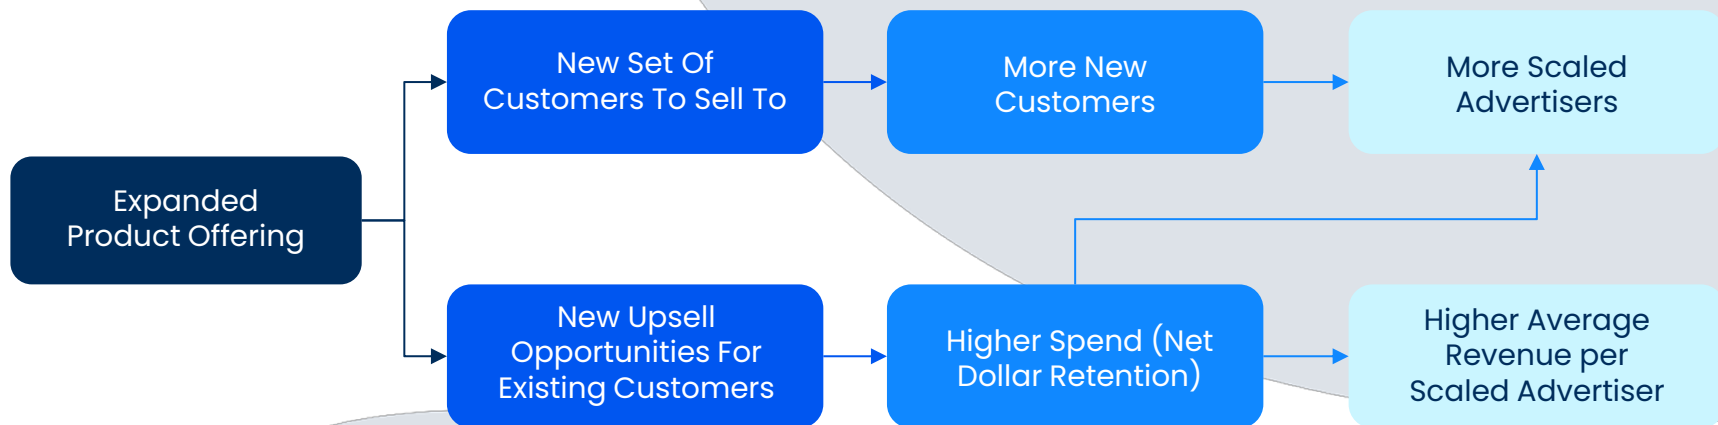 New Set Of
Customers To Sell To
More New
Customers
More Scaled
Advertisers
Expanded
Product Offering
New Upsell
Opportunities For
Existing Customers
Higher Spend (Net
Dollar Retention)
Higher Average
Revenue per
Scaled Advertiser